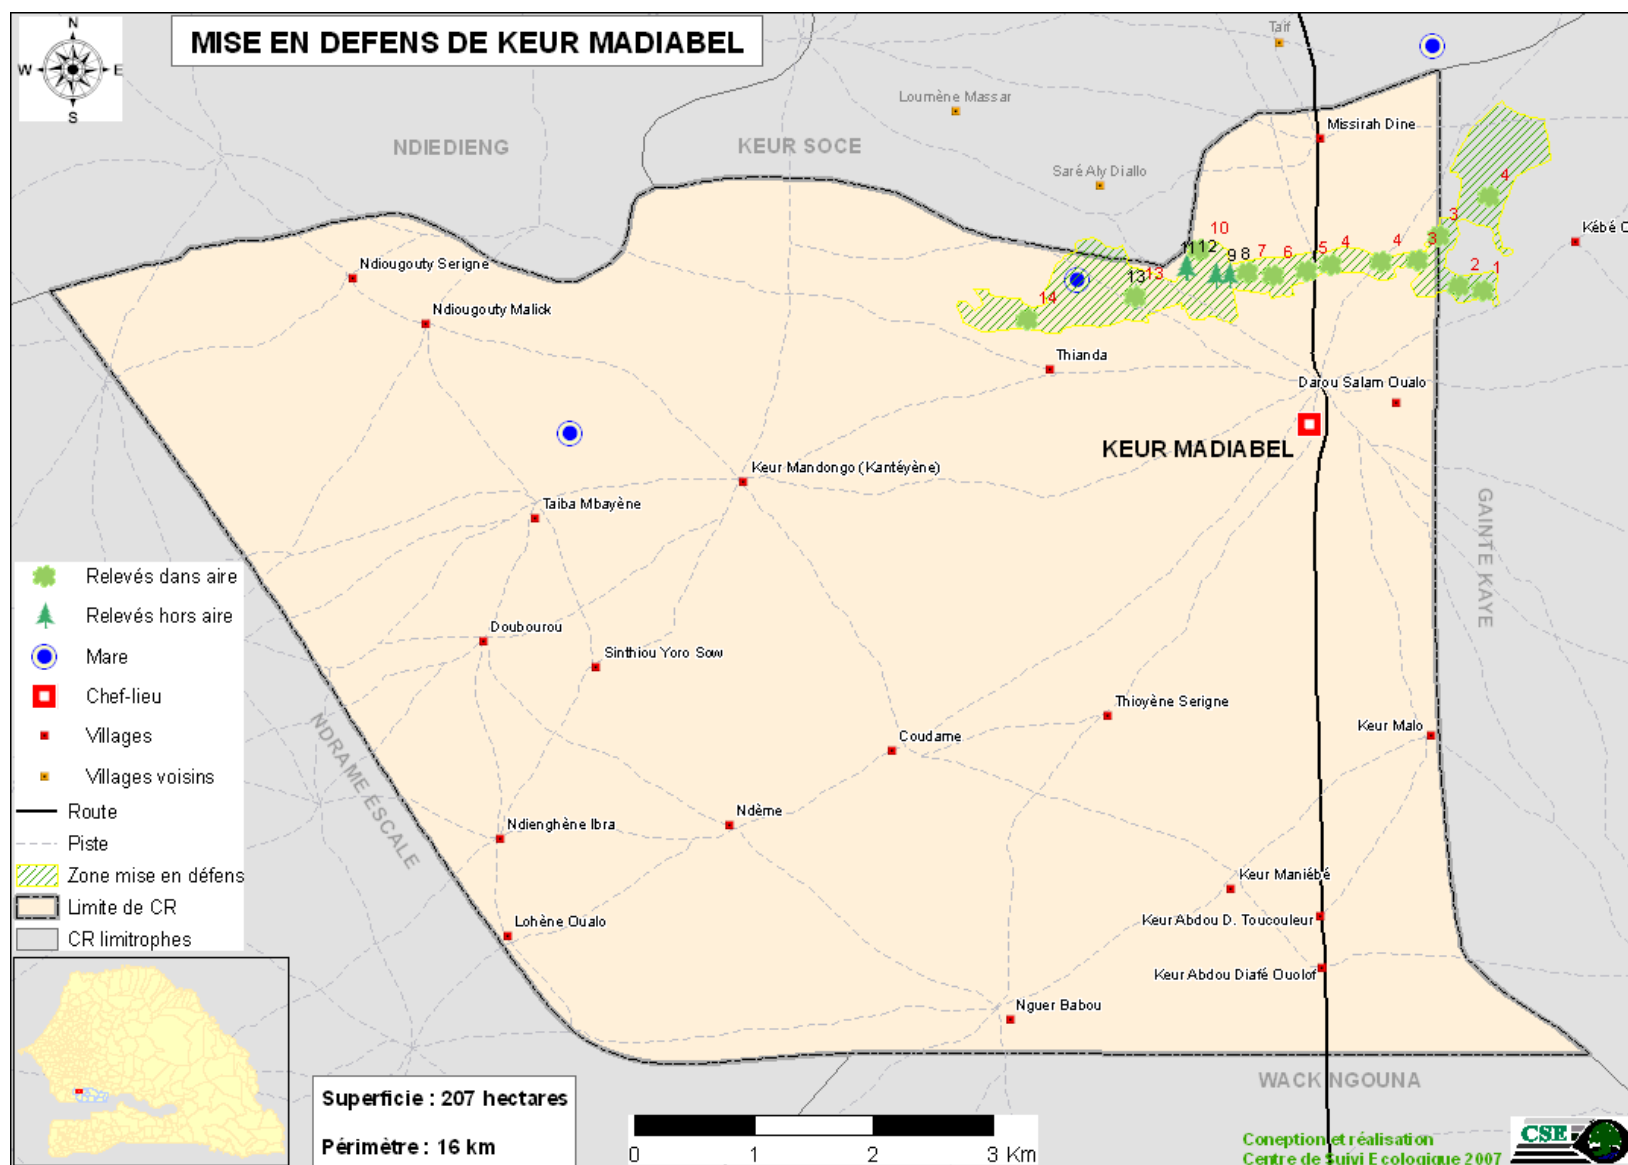 MISE EN DEFENS DE KEUR MADIABEL
N
W
E
S
Taif
Loumène Massar
NDIEDIENG
KEUR SOCE
Missirah Dine
Saré Aly Diallo
4
3
10
Kébé
11
12
9
8
7
6
5
4
4
3
2
1
13
13
14
Ndiougouty Serigne
Ndiougouty Malick
Thianda
Darou Salam Oualo
KEUR MADIABEL
Keur Mandongo (Kantéyène)
Taiba Mbayène
GAINTE KAYE
Relevés dans aire
Relevés hors aire
Mare
Chef-lieu
Villages
Villages voisins
Route
Piste
Zone mise en défens
Limite de CR
CR limitrophes
Doubourou
Sinthiou Yoro Sow
Thioyène Serigne
Keur Malo
Coudame
NDRAME ÉSCALE
Ndienghène Ibra
Ndème
Keur Maniébé
Lohène Oualo
Keur Abdou D. Toucouleur
Keur Abdou Diafé Ouolof
Nguer Babou
WACK NGOUNA
Superficie : 207 hectares
Périmètre : 16 km
0
1
2
3 Km
Coneption et réalisation
Centre de Suivi Ecologique 2007
CSE